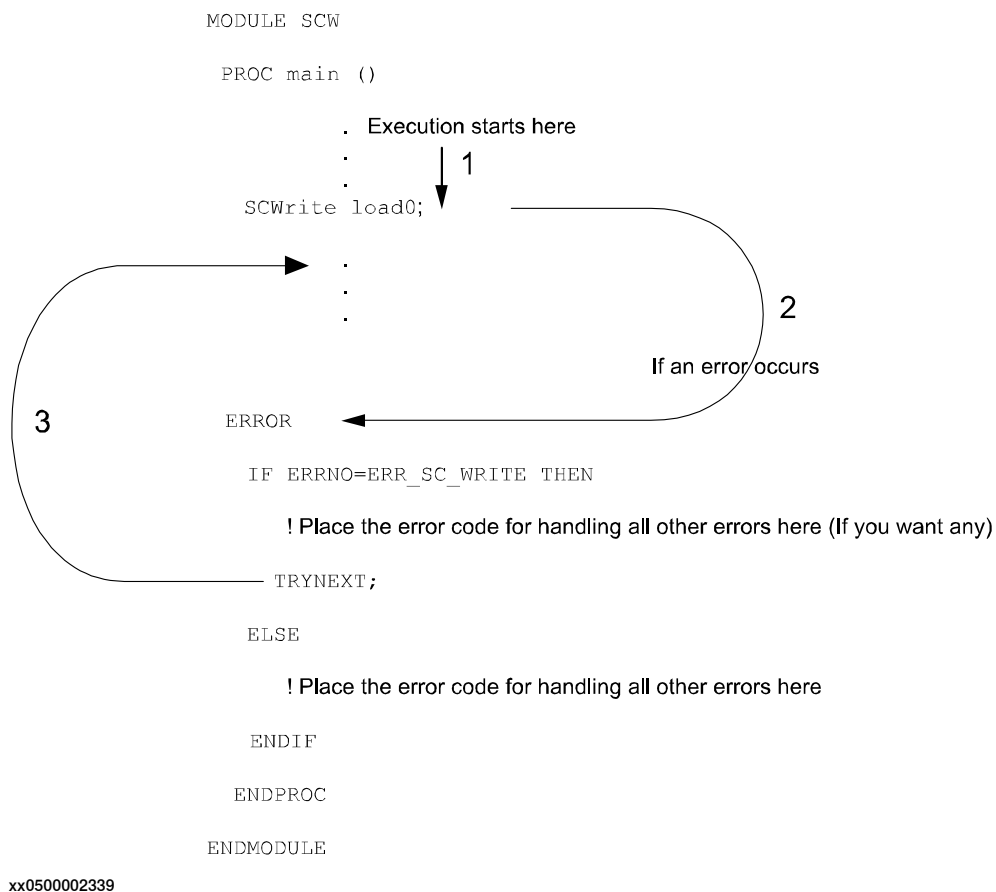 MODULE SCW
PROC main ()
. Execution starts here
.
1
.
SCWrite load0;
.
.
.
2
If an error occurs
3
ERROR
IF ERRNO=ERR_SC_WRITE THEN
! Place the error code for handling all other errors here (If you want any)
TRYNEXT;
ELSE
! Place the error code for handling all other errors here
ENDIF
ENDPROC
ENDMODULE
xx0500002339